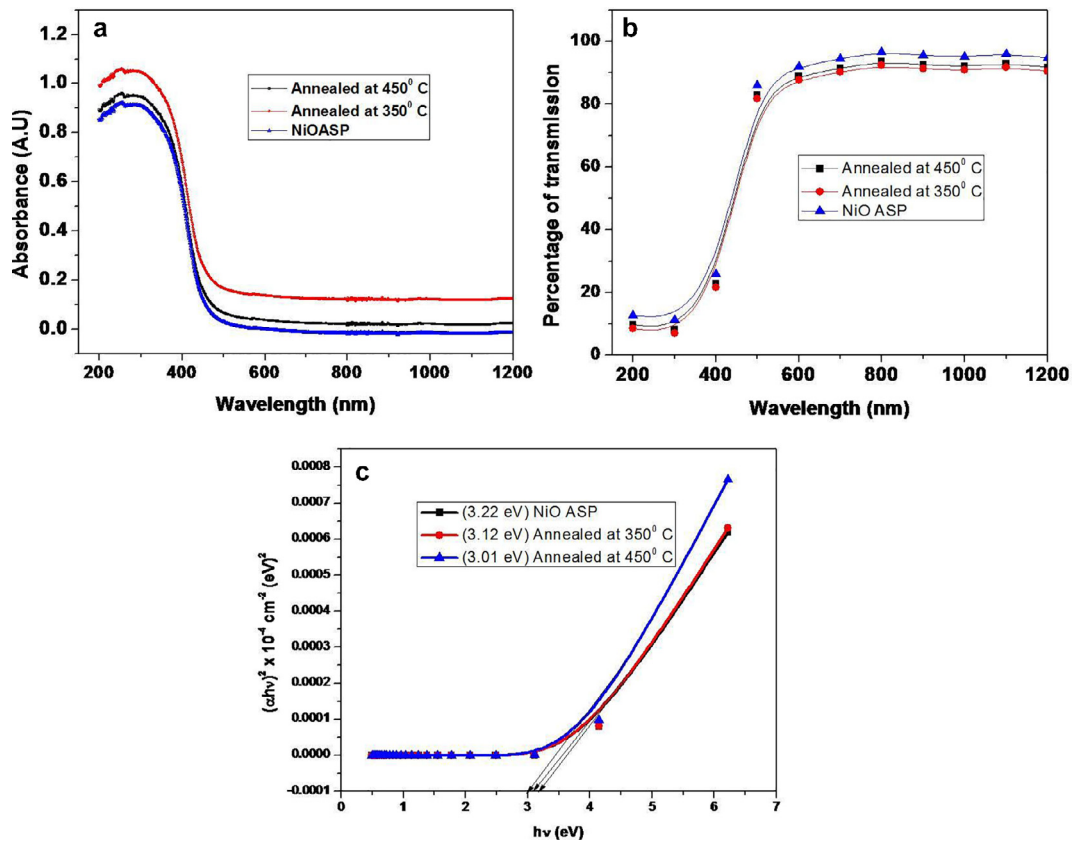 a
Absorbance (A.U)
1.2
1.0
0.8
0.6
0.4
0.2
0.0
Annealed at 450⁰ C
Annealed at 350⁰ C
NiOASP
200 400 600 800 1000 1200
Wavelength (nm)
b
Percentage of transmission
100
80
60
40
20
0
Annealed at 450⁰ C
Annealed at 350⁰ C
NiO ASP
200 400 600 800 1000 1200
Wavelength (nm)
c
(αhν)² x 10⁻⁴ cm⁻² (eV)²
0.0008
0.0007
0.0006
0.0005
0.0004
0.0003
0.0002
0.0001
0.0000
-0.0001
(3.22 eV) NiO ASP
(3.12 eV) Annealed at 350⁰ C
(3.01 eV) Annealed at 450⁰ C
0 1 2 3 4 5 6 7
hν (eV)